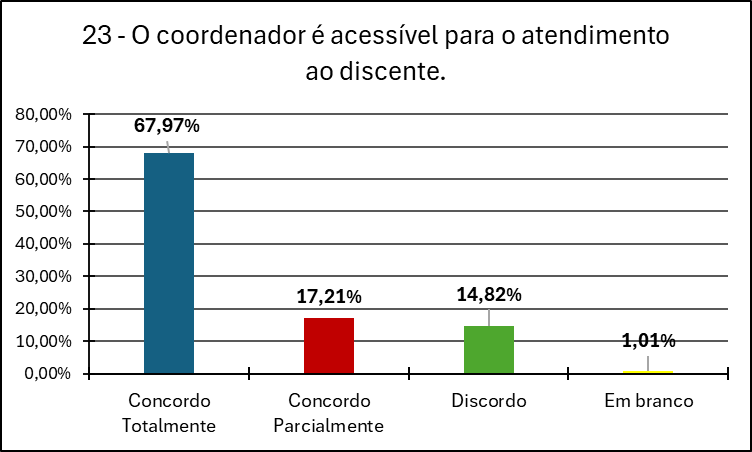 23 - O coordenador é acessível para o atendimento
ao discente.
80,00%
70,00%
60,00%
50,00%
40,00%
30,00%
20,00%
10,00%
0,00%
67,97%
17,21%
14,82%
1,01%
Concordo
Totalmente
Concordo
Parcialmente
Discordo
Em branco